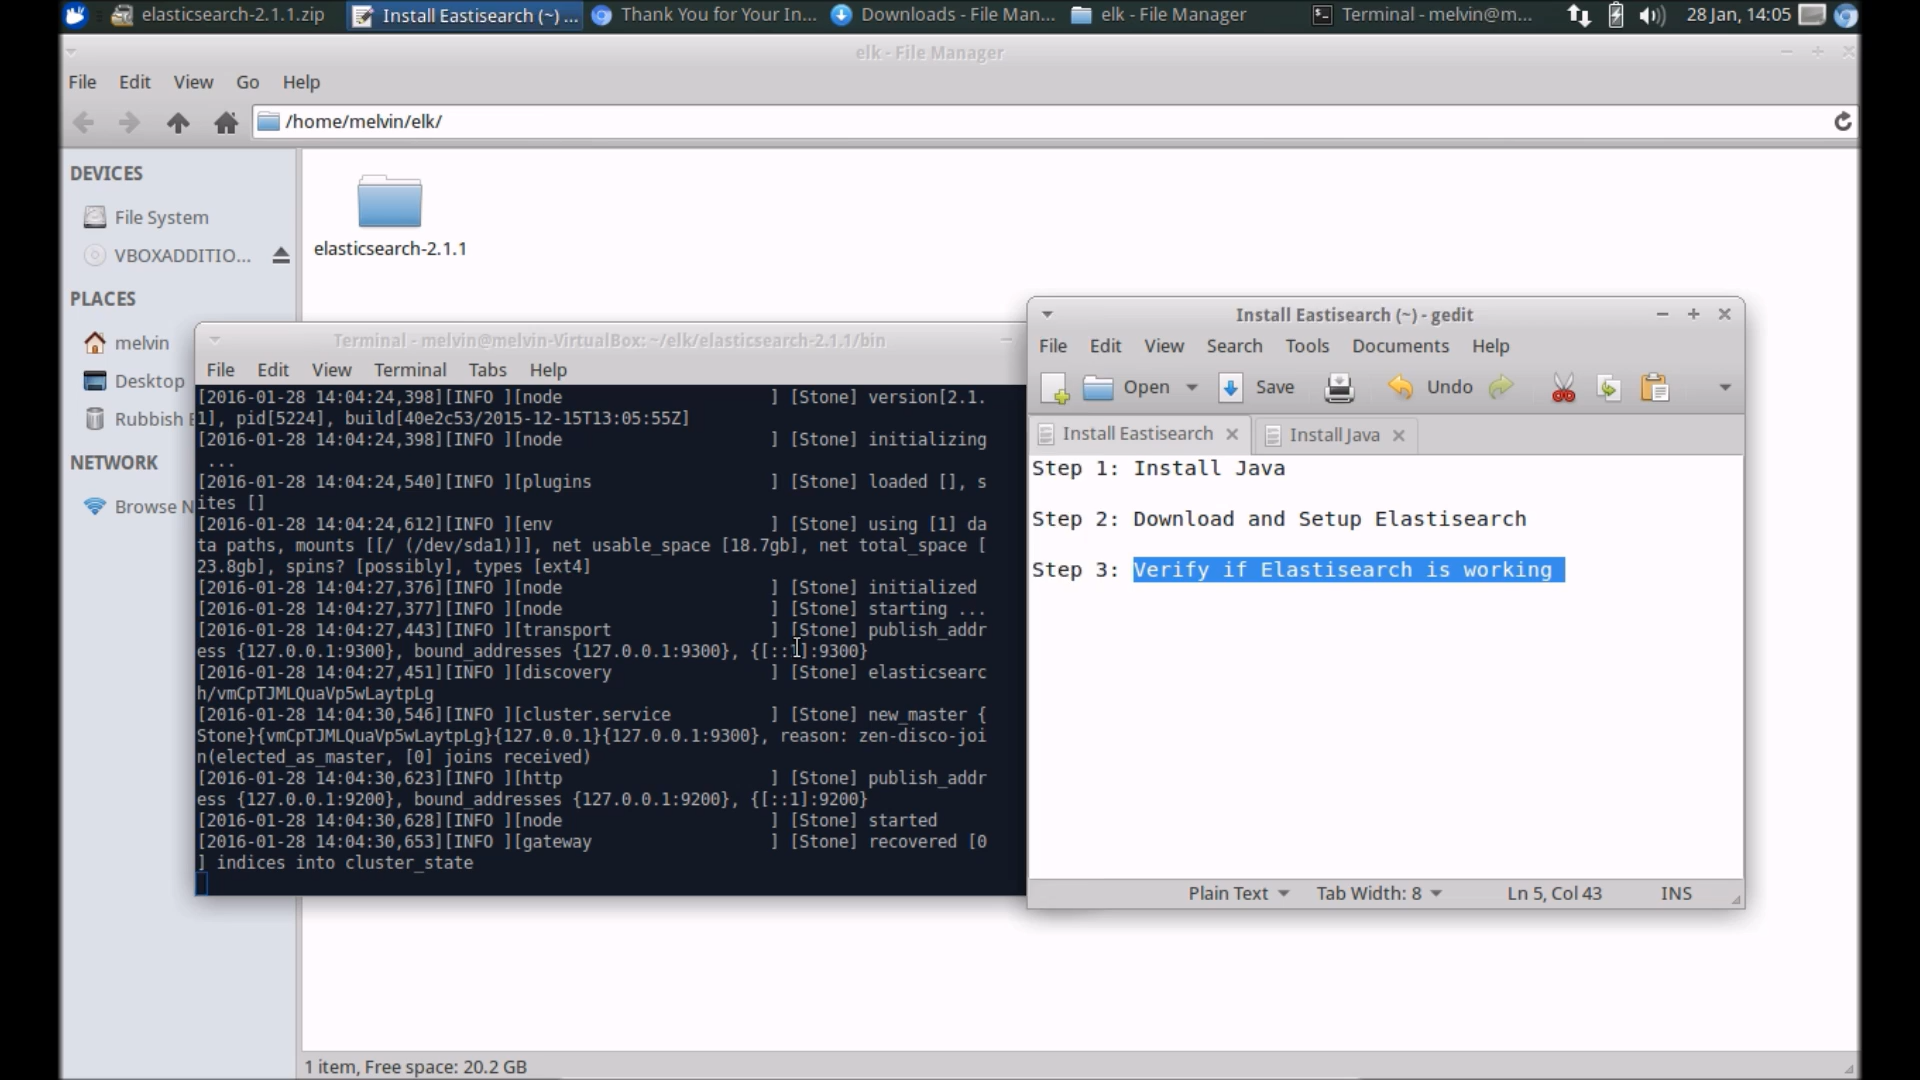 elasticsearch-2.1.1.zip
Install Eastisearch (~) ...
Thank You for Your In...
Downloads - File Man...
elk - File Manager
Terminal - melvin@m...
28 Jan, 14:05
elk - File Manager
File Edit View Go Help
/home/melvin/elk/
DEVICES
File System
VBOXADDITIO...
PLACES
melvin
Desktop
Rubbish
NETWORK
Browse N
elasticsearch-2.1.1
Terminal - melvin@melvin-VirtualBox: ~/elk/elasticsearch-2.1.1/bin
File Edit View Terminal Tabs Help
[2016-01-28 14:04:24,398][INFO ][node                     ] [Stone] version[2.1.
1], pid[5224], build[40e2c53/2015-12-15T13:05:55Z]
[2016-01-28 14:04:24,398][INFO ][node                     ] [Stone] initializing
...
[2016-01-28 14:04:24,540][INFO ][plugins                  ] [Stone] loaded [], s
ites []
[2016-01-28 14:04:24,612][INFO ][env                      ] [Stone] using [1] da
ta paths, mounts [[/ (/dev/sda1)]], net usable_space [18.7gb], net total_space [
23.8gb], spins? [possibly], types [ext4]
[2016-01-28 14:04:27,376][INFO ][node                     ] [Stone] initialized
[2016-01-28 14:04:27,377][INFO ][node                     ] [Stone] starting ...
[2016-01-28 14:04:27,443][INFO ][transport                ] [Stone] publish_addr
ess {127.0.0.1:9300}, bound_addresses {127.0.0.1:9300}, {[::1]:9300}
[2016-01-28 14:04:27,451][INFO ][discovery                ] [Stone] elasticsearc
h/vmCpTJMLQuaVp5wLaytpLg
[2016-01-28 14:04:30,546][INFO ][cluster.service          ] [Stone] new_master {
Stone}{vmCpTJMLQuaVp5wLaytpLg}{127.0.0.1}{127.0.0.1:9300}, reason: zen-disco-joi
n(elected_as_master, [0] joins received)
[2016-01-28 14:04:30,623][INFO ][http                     ] [Stone] publish_addr
ess {127.0.0.1:9200}, bound_addresses {127.0.0.1:9200}, {[::1]:9200}
[2016-01-28 14:04:30,628][INFO ][node                     ] [Stone] started
[2016-01-28 14:04:30,653][INFO ][gateway                  ] [Stone] recovered [0
] indices into cluster_state
Install Eastisearch (~) - gedit
File Edit View Search Tools Documents Help
Open Save Undo
Install Eastisearch
Install Java
Step 1: Install Java
Step 2: Download and Setup Elastisearch
Step 3: Verify if Elastisearch is working
Plain Text Tab Width: 8 Ln 5, Col 43 INS
1 item, Free space: 20.2 GB